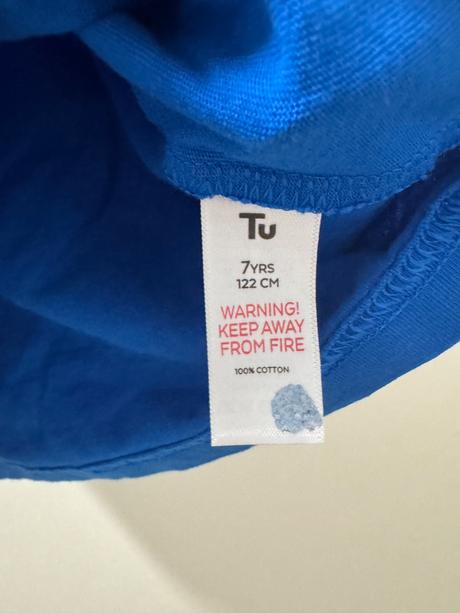 Tu
7YRS
122 CM
WARNING!
KEEP AWAY
FROM FIRE
100% COTTON